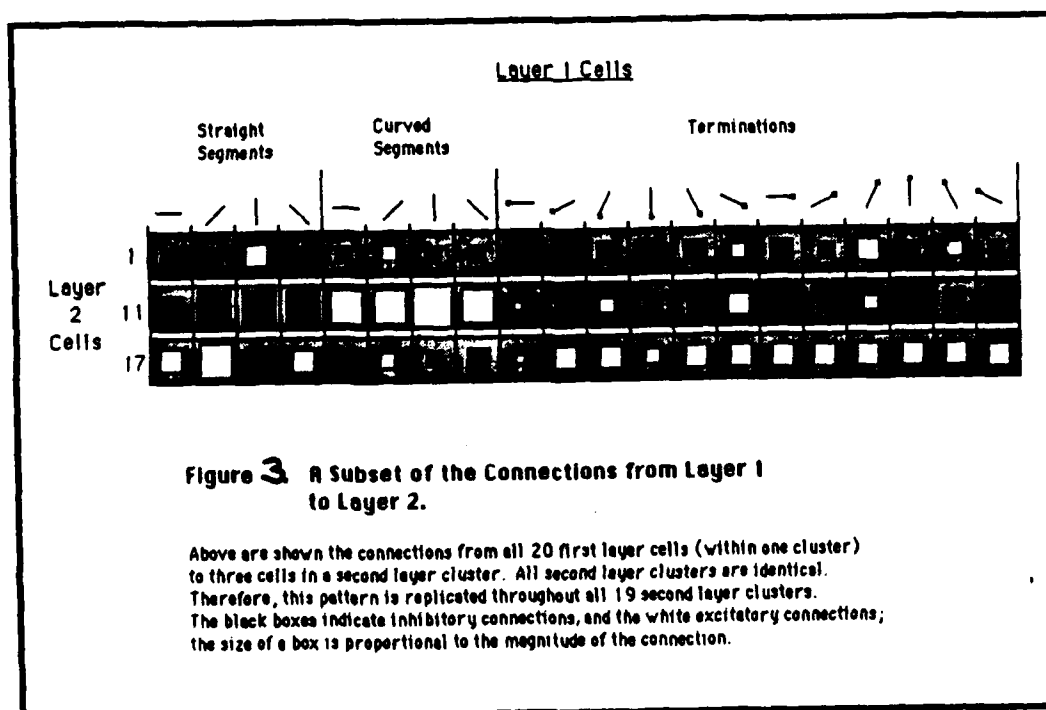 Layer 1 Cells
Straight
Segments
Curved
Segments
Terminations
Layer
2
Cells
1
11
17
Figure 3 A Subset of the Connections from Layer 1
to Layer 2.
Above are shown the connections from all 20 first layer cells (within one cluster)
to three cells in a second layer cluster. All second layer clusters are identical.
Therefore, this pattern is replicated throughout all 19 second layer clusters.
The black boxes indicate inhibitory connections, and the white excitatory connections;
the size of a box is proportional to the magnitude of the connection.